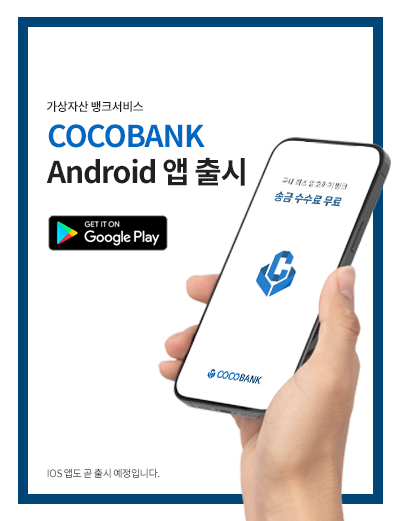 가상자산 뱅크서비스
COCOBANK
Android 앱 출시
GET IT ON
Google Play
송금 수수료 무료
COCOBANK
IOS 앱도 곧 출시 예정입니다.